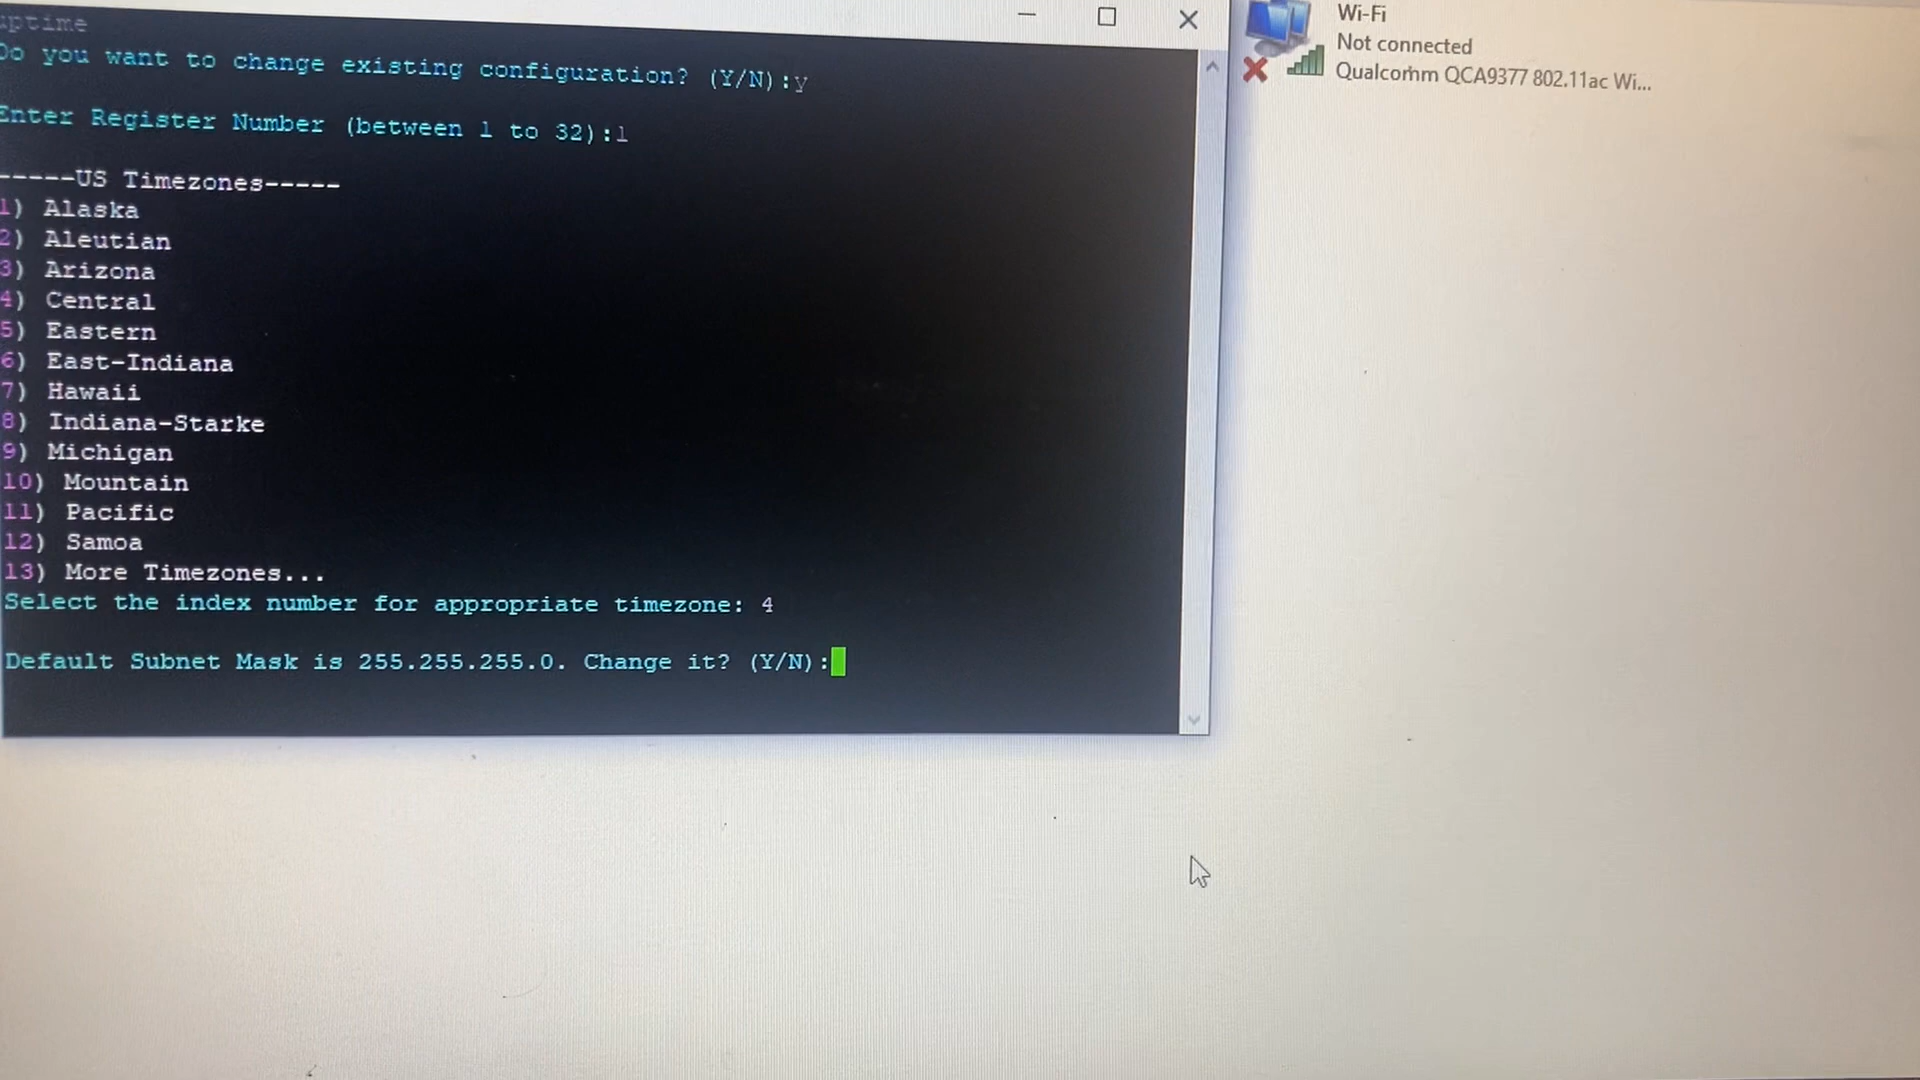 uptime
Do you want to change existing configuration? (Y/N):y
Enter Register Number (between 1 to 32):1
-----US Timezones-----
1) Alaska
2) Aleutian
3) Arizona
4) Central
5) Eastern
6) East-Indiana
7) Hawaii
8) Indiana-Starke
9) Michigan
10) Mountain
11) Pacific
12) Samoa
13) More Timezones...
Select the index number for appropriate timezone: 4
Default Subnet Mask is 255.255.255.0. Change it? (Y/N):
Wi-Fi
Not connected
Qualcomm QCA9377 802.11ac Wi...